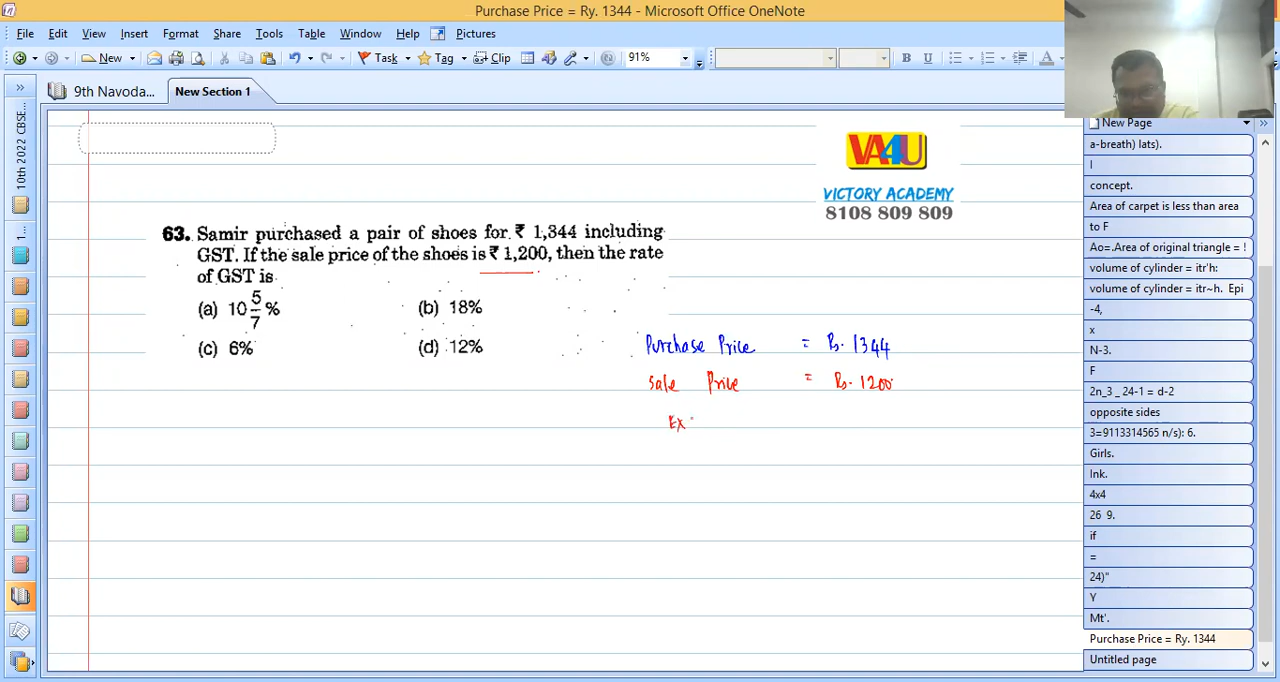 Purchase Price = Ry. 1344 - Microsoft Office OneNote
File Edit View Insert Format Share Tools Table Window Help Pictures
New Task Tag Clip 91% B U A
9th Navoda... New Section 1
10th 2022 CBSE
New Page
a-breath) lats).
l
concept.
Area of carpet is less than area
to F
Ao=.Area of original triangle = !
volume of cylinder = itr'h:
volume of cylinder = itr~h. Epi
-4,
x
N-3.
F
2n_3 _ 24-1 = d-2
opposite sides
3=9113314565 n/s): 6.
Girls.
Ink.
4x4
26 9.
if
=
24)"
Y
Mt'.
Purchase Price = Ry. 1344
Untitled page
VA4U
VICTORY ACADEMY
8108 809 809
63. Samir purchased a pair of shoes for ₹ 1,344 including
GST. If the sale price of the shoes is ₹ 1,200, then the rate
of GST is
(a) 10 5/7 % (b) 18%
(c) 6% (d) 12%
Purchase Price = Rs. 1344
Sale Price = Rs. 1200
Ex